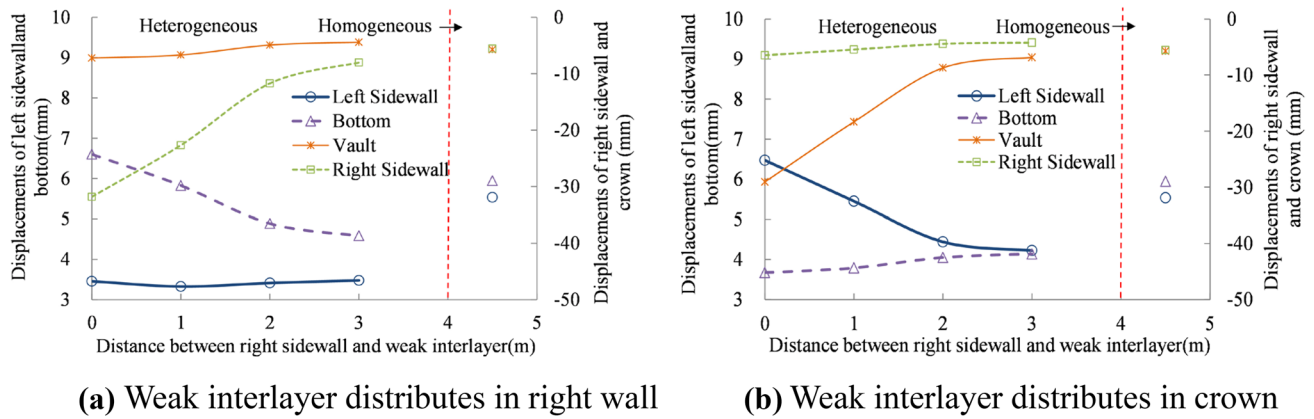 Displacements of left sidewalland
bottom(mm)
10
9
8
7
6
5
4
3
Heterogeneous
Homogeneous
Left Sidewall
Bottom
Vault
Right Sidewall
0
-10
-20
-30
-40
-50
Displacements of right sidewall and
crown (mm)
0 1 2 3 4 5
Distance between right sidewall and weak interlayer(m)
(a) Weak interlayer distributes in right wall
Displacements of left sidewalland
bottom(mm)
10
9
8
7
6
5
4
3
Heterogeneous
Homogeneous
Left Sidewall
Bottom
Vault
Right Sidewall
0
-10
-20
-30
-40
-50
Displacements of right sidewall
and crown (mm)
0 1 2 3 4 5
Distance between right sidewall and weak interlayer(m)
(b) Weak interlayer distributes in crown